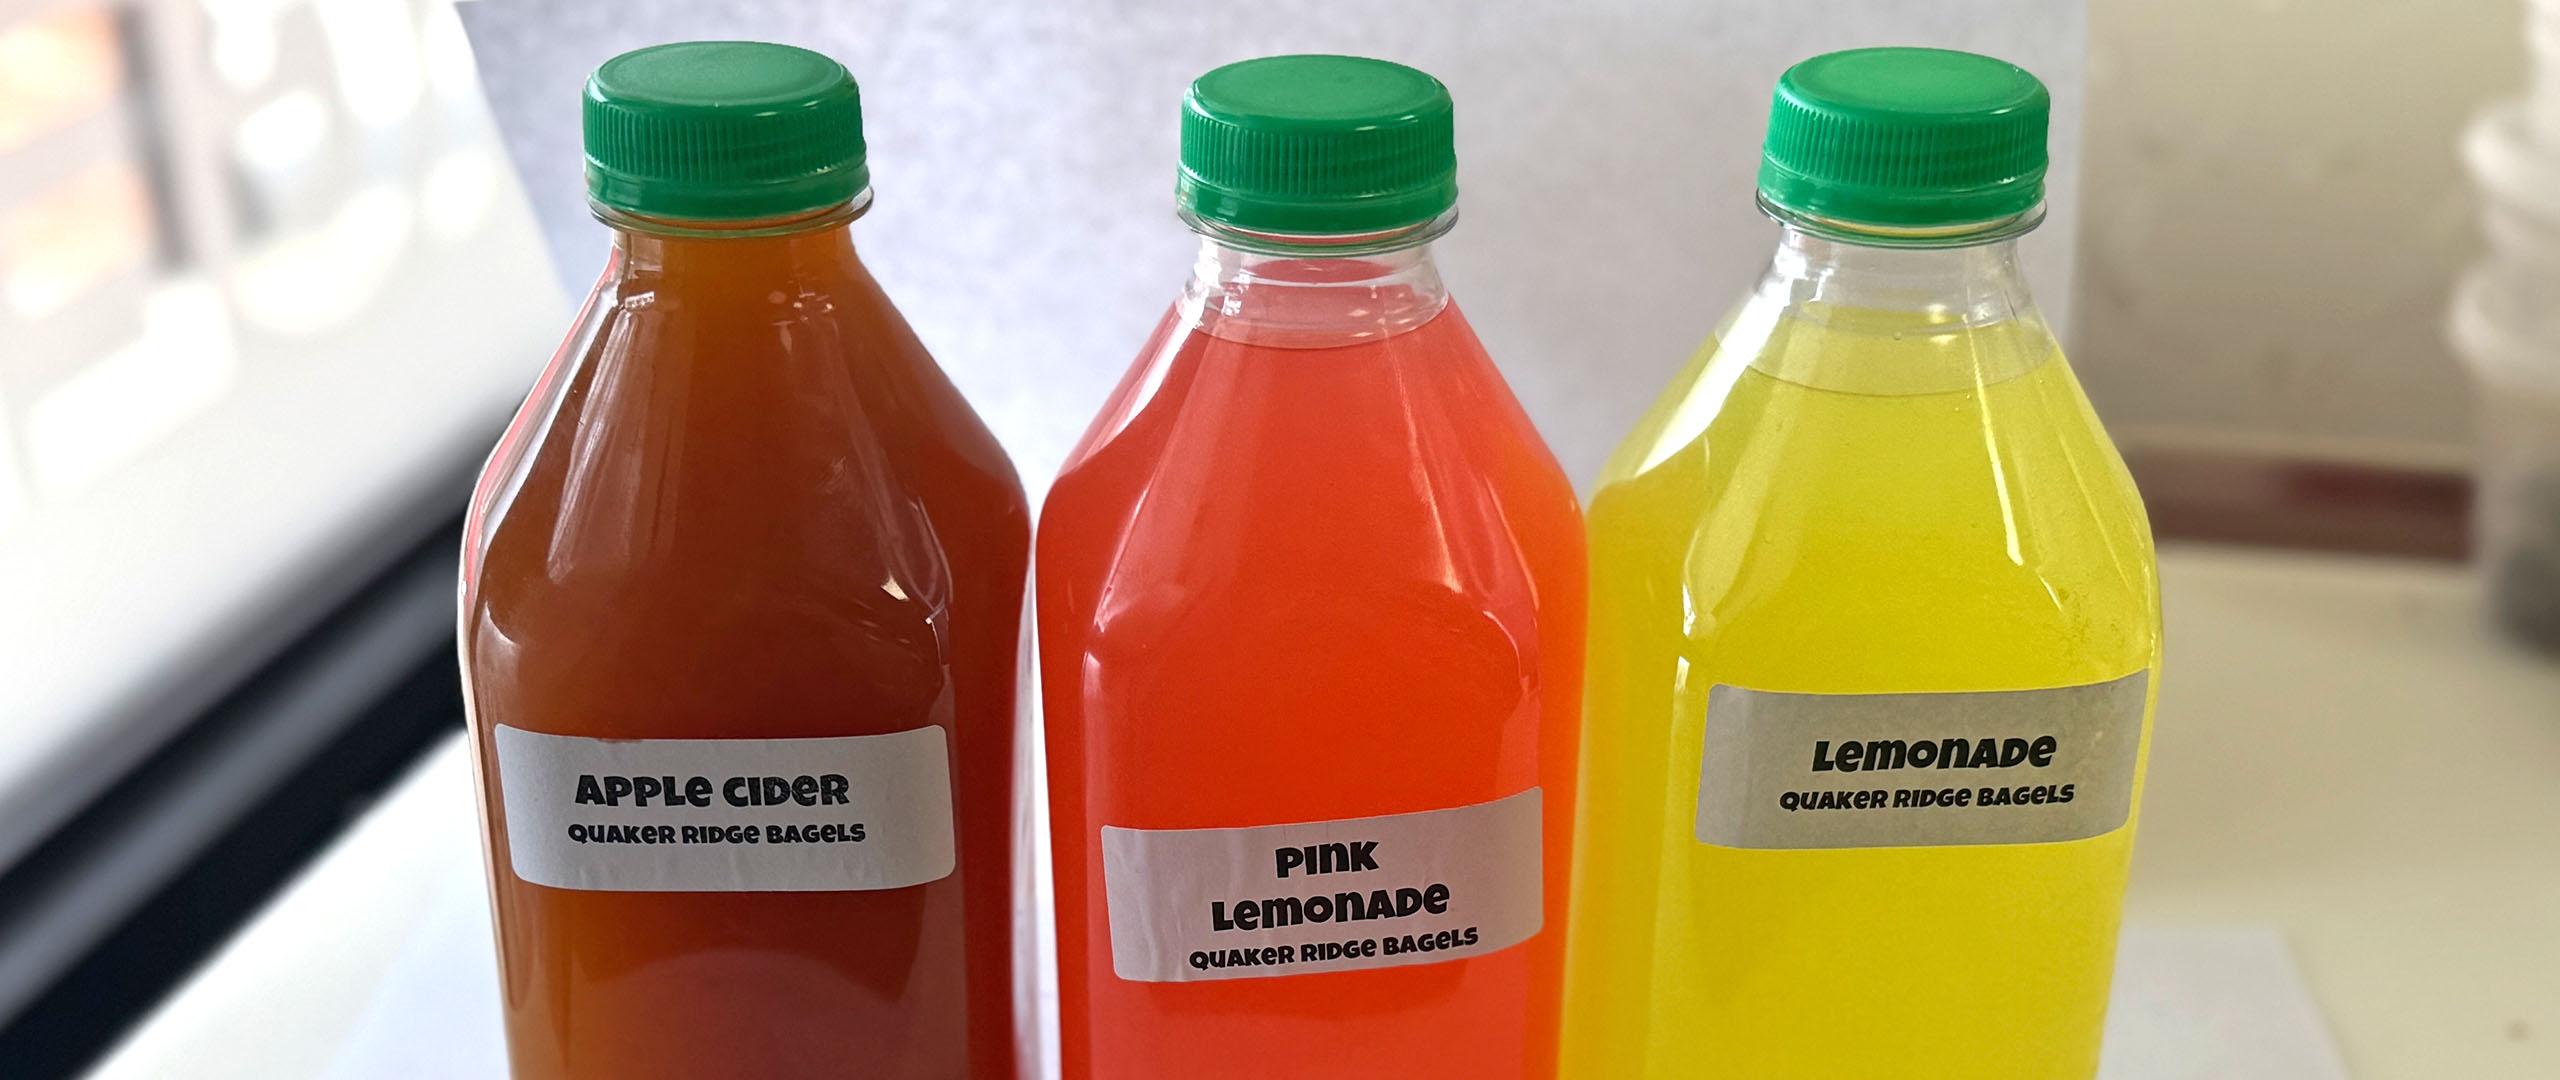 APPLE CIDER
QUAKER RIDGE BAGELS
PINK
LEMONADE
QUAKER RIDGE BAGELS
LEMONADE
QUAKER RIDGE BAGELS